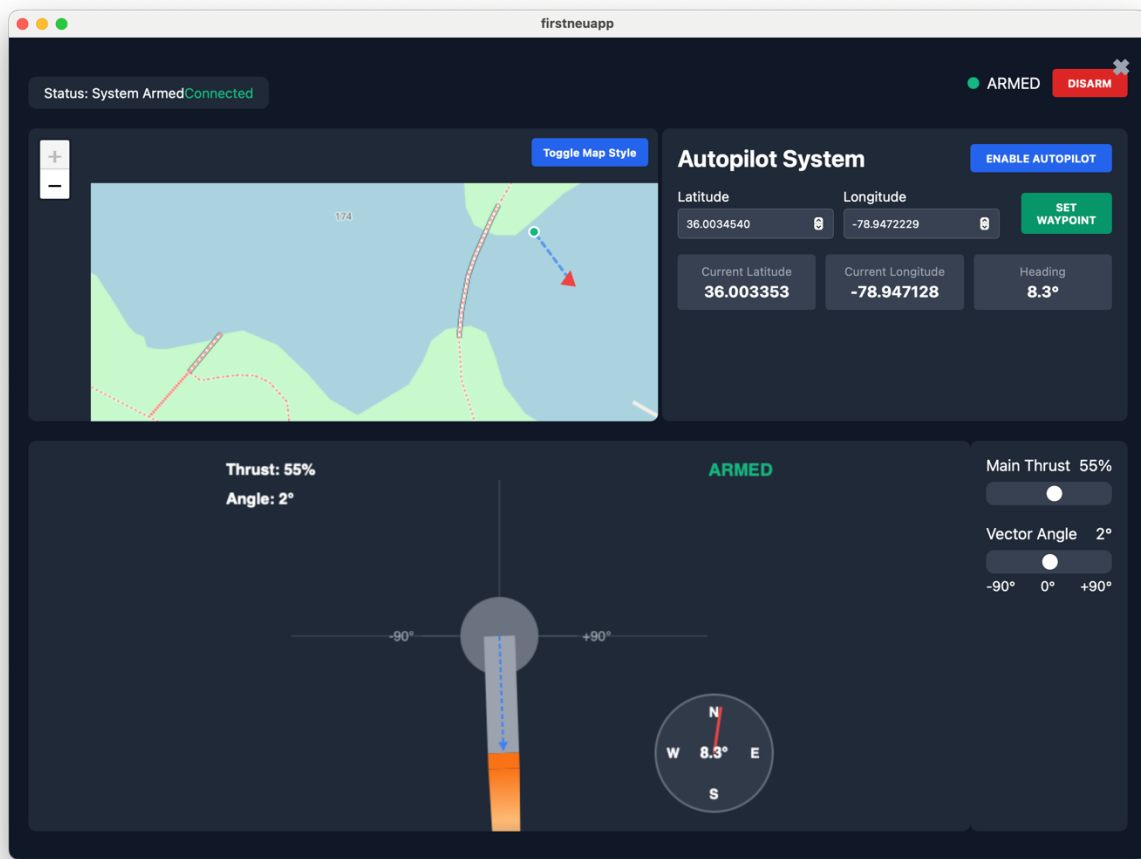 firstneuapp
Status: System ArmedConnected
ARMED
DISARM
+
−
Toggle Map Style
174
Autopilot System
ENABLE AUTOPILOT
Latitude
Longitude
36.0034540
-78.9472229
SET
WAYPOINT
Current Latitude
36.003353
Current Longitude
-78.947128
Heading
8.3°
Thrust: 55%
Angle: 2°
ARMED
-90°
+90°
N
W
8.3°
E
S
Main Thrust 55%
Vector Angle 2°
-90° 0° +90°